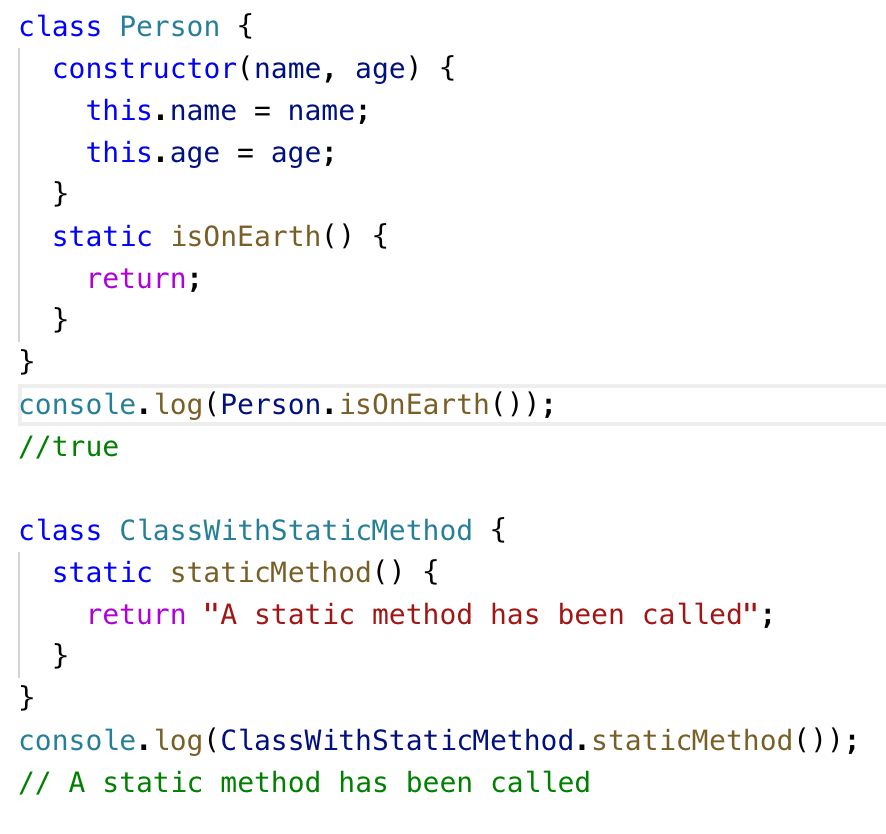 class Person {
  constructor(name, age) {
    this.name = name;
    this.age = age;
  }
  static isOnEarth() {
    return;
  }
}
console.log(Person.isOnEarth());
//true

class ClassWithStaticMethod {
  static staticMethod() {
    return "A static method has been called";
  }
}
console.log(ClassWithStaticMethod.staticMethod());
// A static method has been called